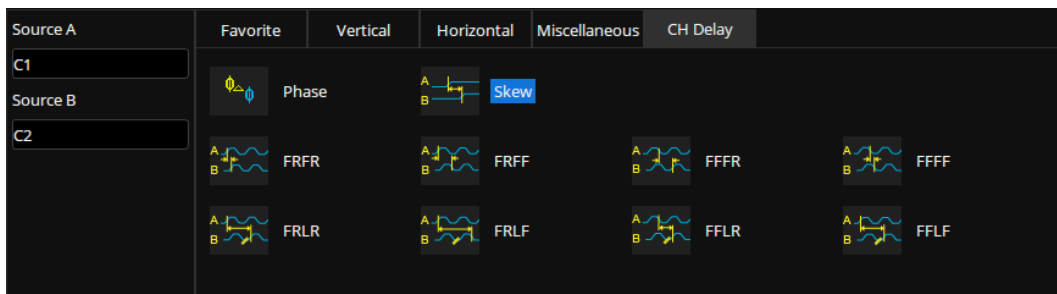 Source A
C1
Source B
C2
Favorite Vertical Horizontal Miscellaneous CH Delay
Φ Φ Phase A B Skew
A B FRFR A B FRFF A B FFFR A B FFFF
A B FRLR A B FRLF A B FFLR A B FFLF